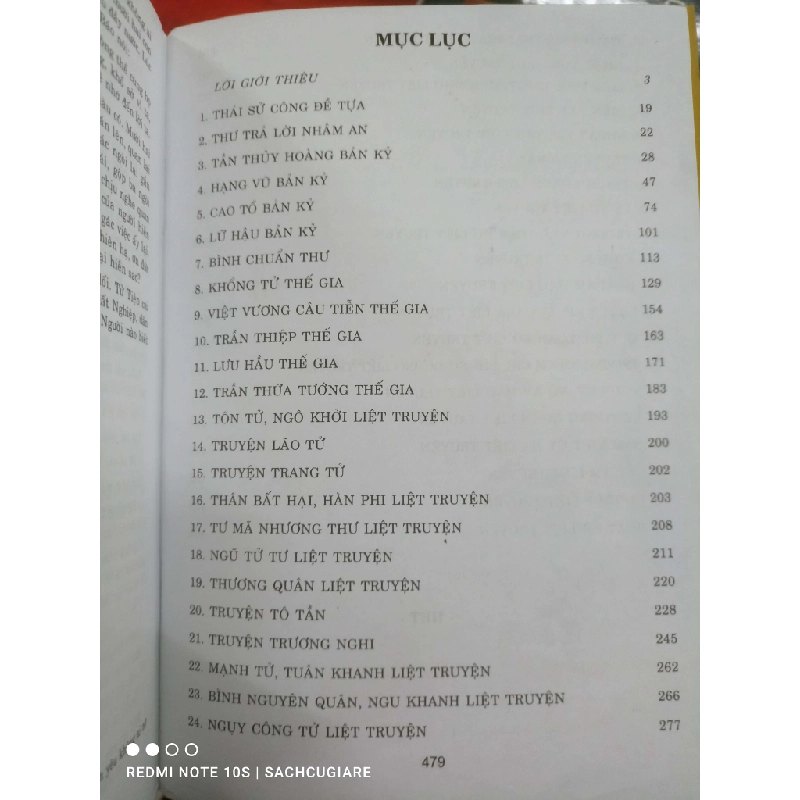 MỤC LỤC
LỜI GIỚI THIỆU 3
1. THÁI SỬ CÔNG ĐỀ TỰA 19
2. THƯ TRẢ LỜI NHÂM AN 22
3. TẦN THỦY HOÀNG BẢN KỶ 28
4. HẠNG VŨ BẢN KỶ 47
5. CAO TỔ BẢN KỶ 74
6. LỮ HẬU BẢN KỶ 101
7. BÌNH CHUẨN THƯ 113
8. KHỔNG TỬ THẾ GIA 129
9. VIỆT VƯƠNG CÂU TIỄN THẾ GIA 154
10. TRẦN THIỆP THẾ GIA 163
11. LƯU HẦU THẾ GIA 171
12. TRẦN THỪA TƯỚNG THẾ GIA 183
13. TÔN TỬ, NGÔ KHỞI LIỆT TRUYỆN 193
14. TRUYỆN LÃO TỬ 200
15. TRUYỆN TRANG TỬ 202
16. THÂN BẤT HẠI, HÀN PHI LIỆT TRUYỆN 203
17. TƯ MÃ NHƯƠNG THƯ LIỆT TRUYỆN 208
18. NGŨ TỬ TƯ LIỆT TRUYỆN 211
19. THƯƠNG QUÂN LIỆT TRUYỆN 220
20. TRUYỆN TÔ TẦN 228
21. TRUYỆN TRƯƠNG NGHI 245
22. MẠNH TỬ, TUÂN KHANH LIỆT TRUYỆN 262
23. BÌNH NGUYÊN QUÂN, NGU KHANH LIỆT TRUYỆN 266
24. NGỤY CÔNG TỬ LIỆT TRUYỆN 277
479
REDMI NOTE 10S | SACHCUGIARE